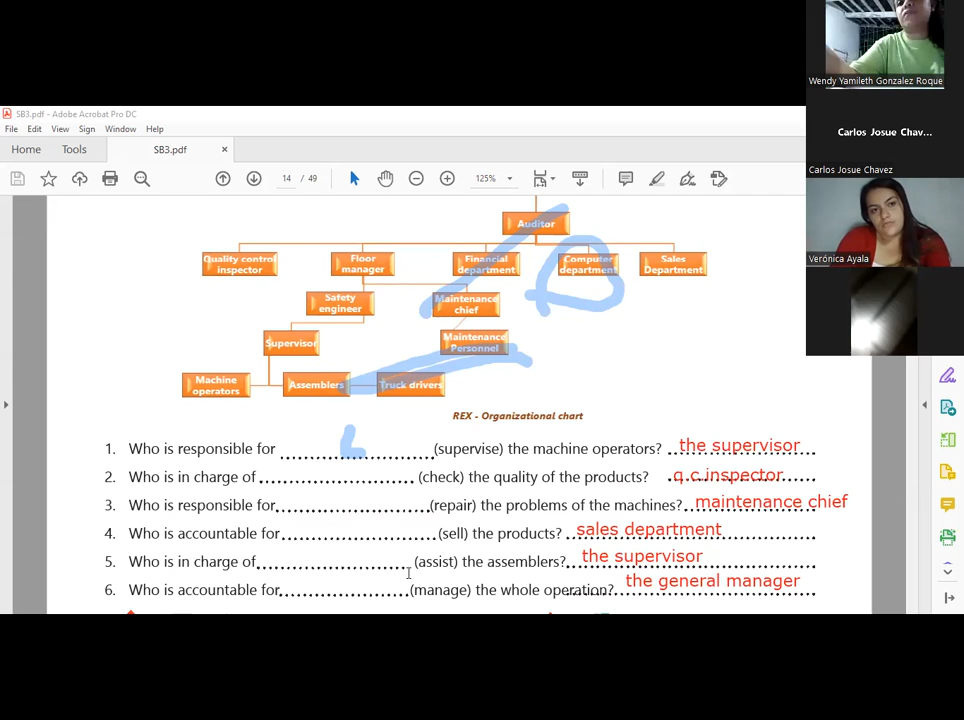 Wendy Yamileth Gonzalez Roque
Carlos Josue Chav...
Carlos Josue Chavez
Verónica Ayala
SB3.pdf - Adobe Acrobat Pro DC
File Edit View Sign Window Help
Home Tools SB3.pdf ×
14 / 49 125%
Auditor
Quality control inspector
Floor manager
Financial department
Computer department
Sales Department
Safety engineer
Maintenance chief
Supervisor
Maintenance Personnel
Machine operators
Assemblers
Truck drivers
REX - Organizational chart
1. Who is responsible for .......................... (supervise) the machine operators? the supervisor
2. Who is in charge of .......................... (check) the quality of the products? q.c.inspector
3. Who is responsible for.......................... (repair) the problems of the machines? maintenance chief
4. Who is accountable for .......................... (sell) the products? sales department
5. Who is in charge of.......................... (assist) the assemblers? the supervisor
6. Who is accountable for.......................... (manage) the whole operation? the general manager